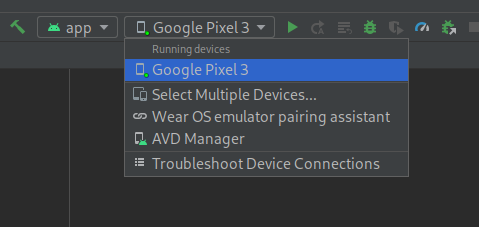 app
Google Pixel 3
Running devices
Google Pixel 3
Select Multiple Devices...
Wear OS emulator pairing assistant
AVD Manager
Troubleshoot Device Connections